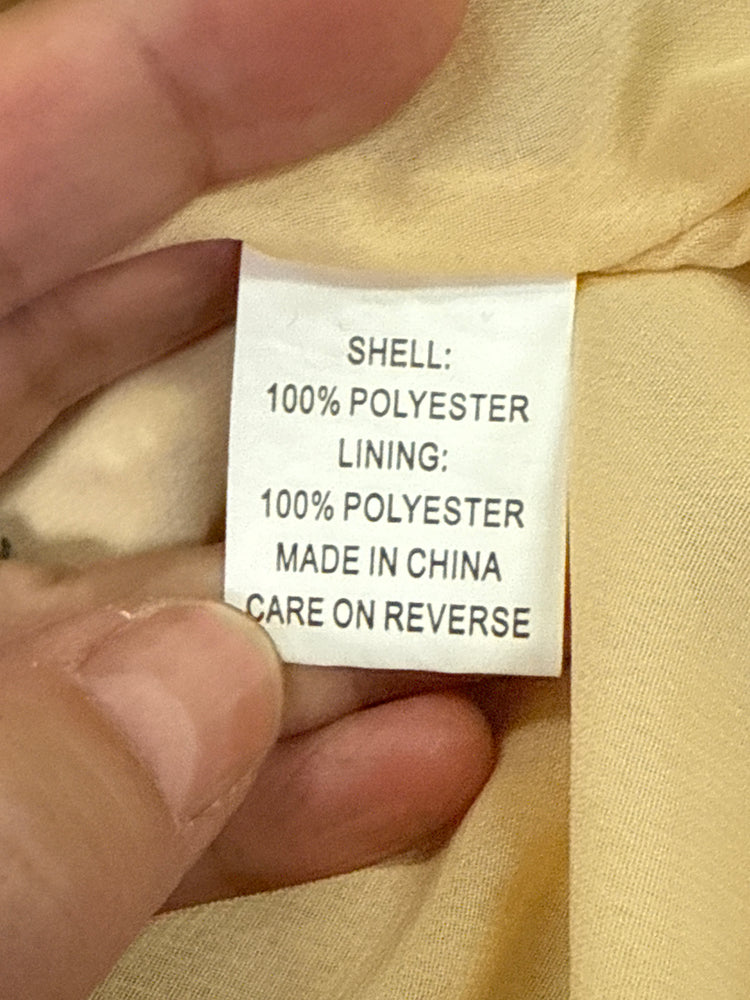 SHELL:
100% POLYESTER
LINING:
100% POLYESTER
MADE IN CHINA
CARE ON REVERSE